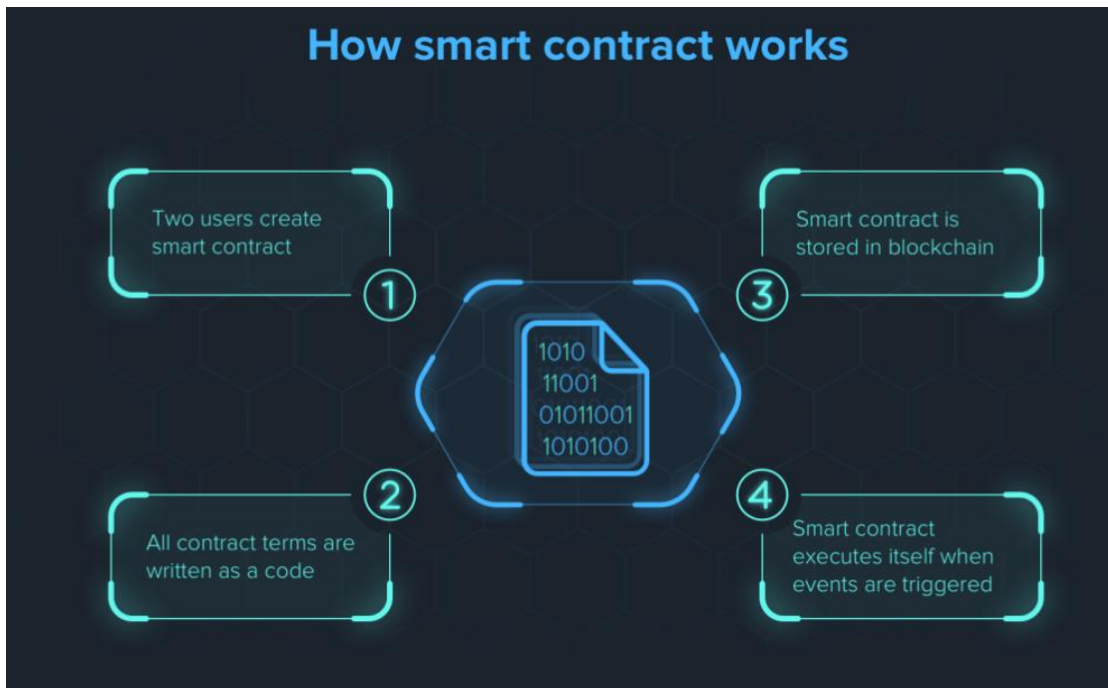 How smart contract works
Two users create
smart contract
1
2
All contract terms are
written as a code
1010
11001
01011001
1010100
Smart contract is
stored in blockchain
3
4
Smart contract
executes itself when
events are triggered